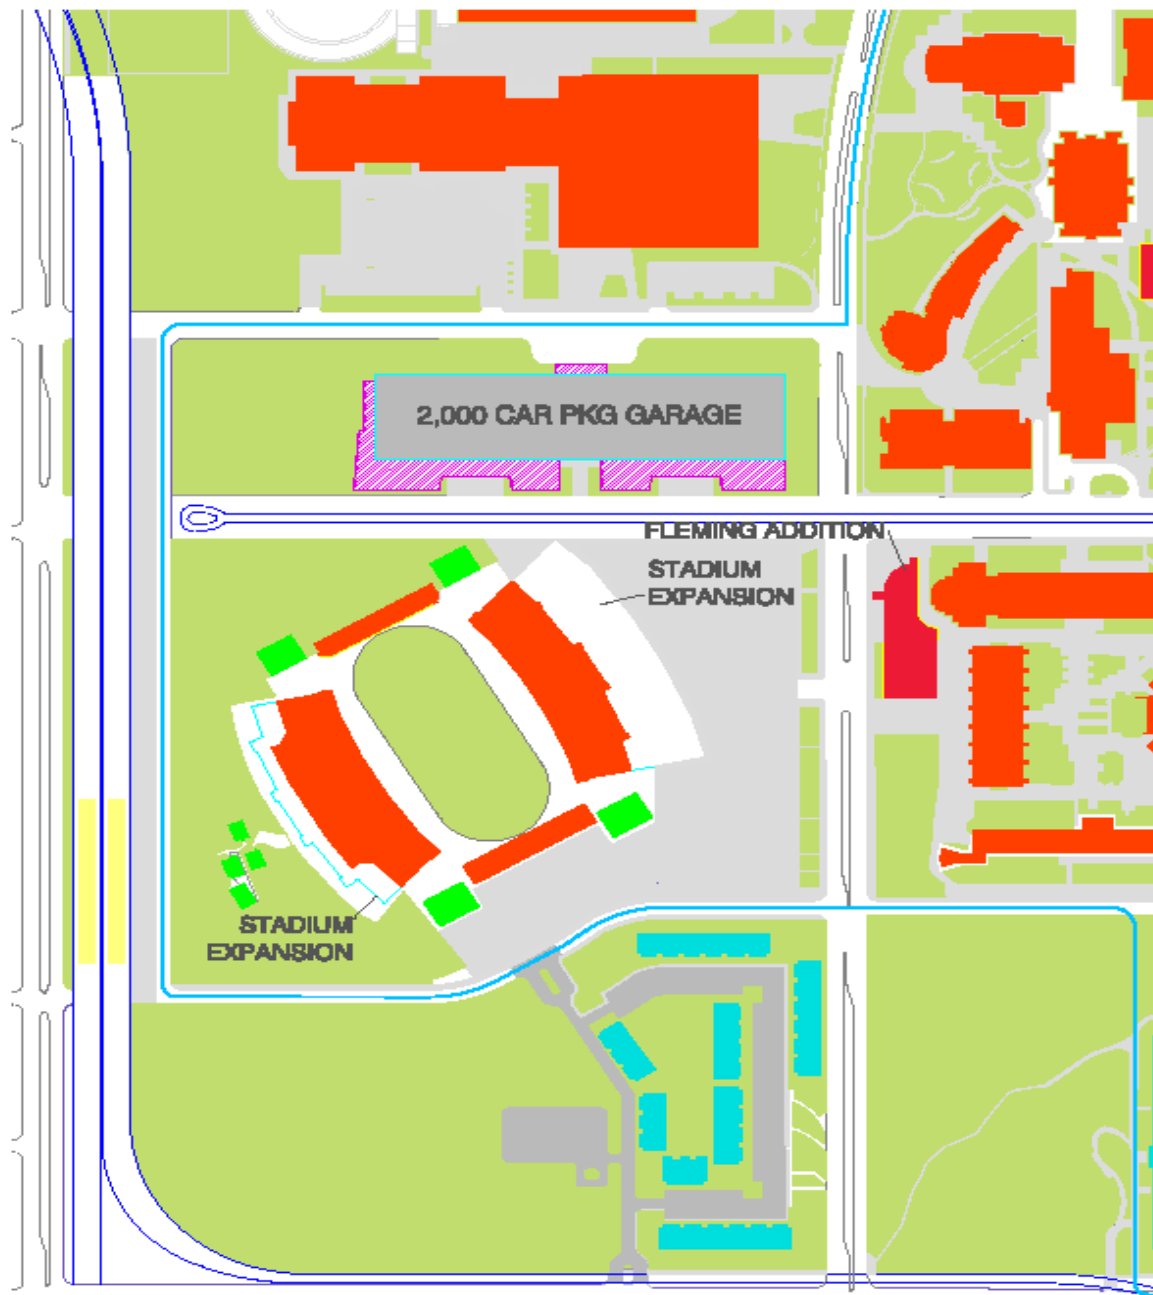 2,000 CAR PKG GARAGE
FLEMING ADDITION
STADIUM
EXPANSION
STADIUM
EXPANSION